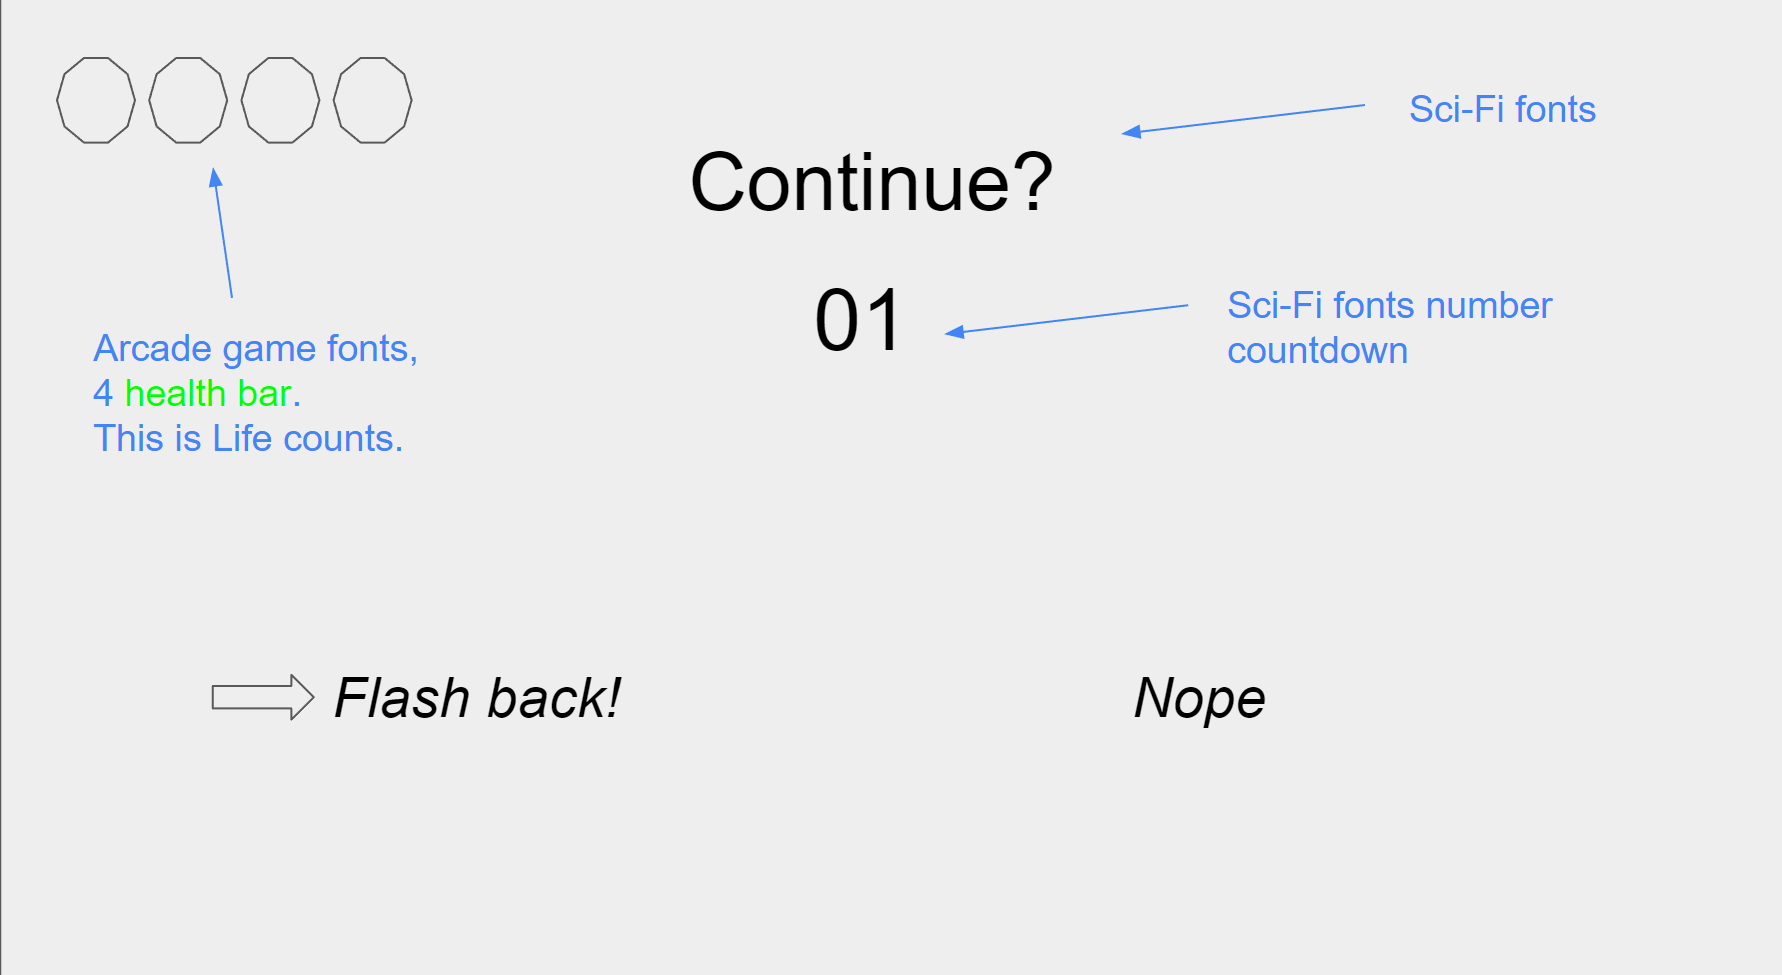 Sci-Fi fonts
Continue?
01
Sci-Fi fonts number
countdown
Arcade game fonts,
4 health bar.
This is Life counts.
Flash back!
Nope